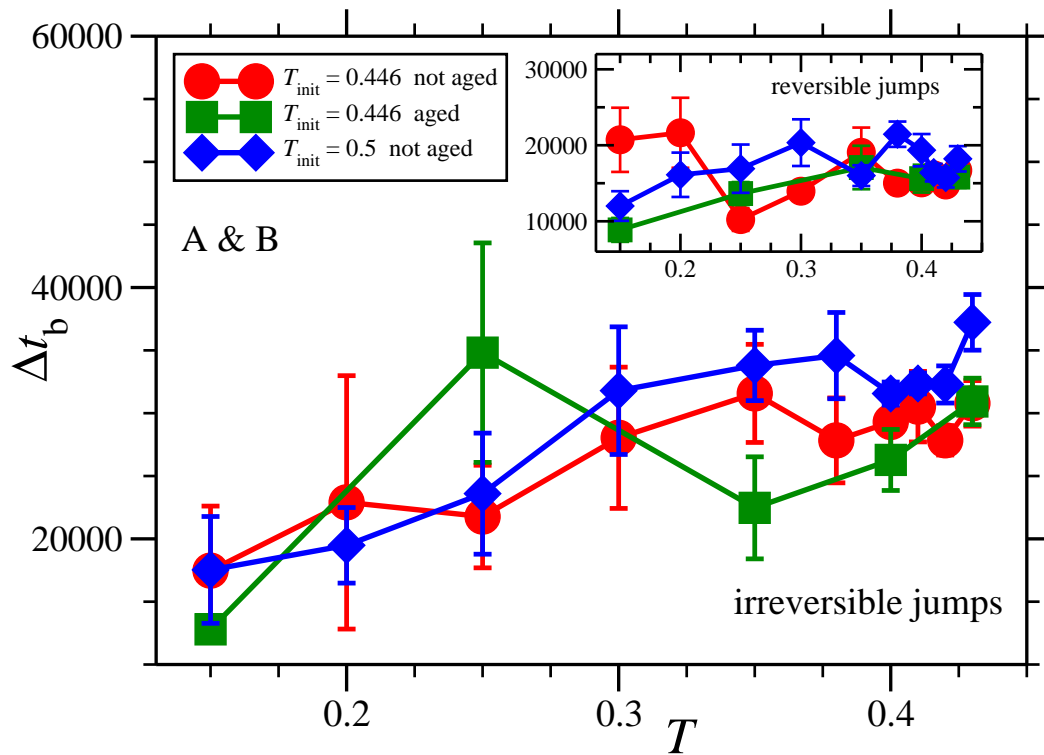 60000
40000
20000
Δt_b
0.2 0.3 0.4
T
T_init = 0.446 not aged
T_init = 0.446 aged
T_init = 0.5 not aged
A & B
irreversible jumps
30000
20000
10000
reversible jumps
0.2 0.3 0.4